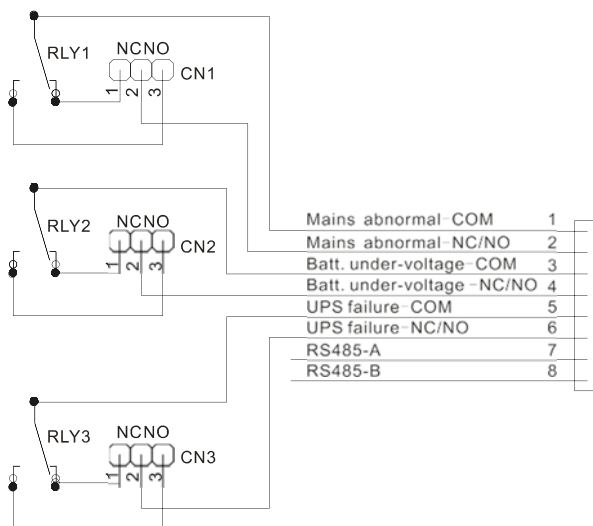 RLY1
NCNO
CN1
1 2 3
RLY2
NCNO
CN2
1 2 3
Mains abnormal-COM 1
Mains abnormal-NC/NO 2
Batt. under-voltage-COM 3
Batt. under-voltage -NC/NO 4
UPS failure-COM 5
UPS failure-NC/NO 6
RS485-A 7
RS485-B 8
RLY3
NCNO
CN3
1 2 3